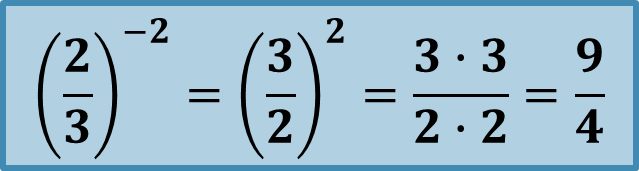 (2/3)⁻² = (3/2)² = (3 · 3)/(2 · 2) = 9/4